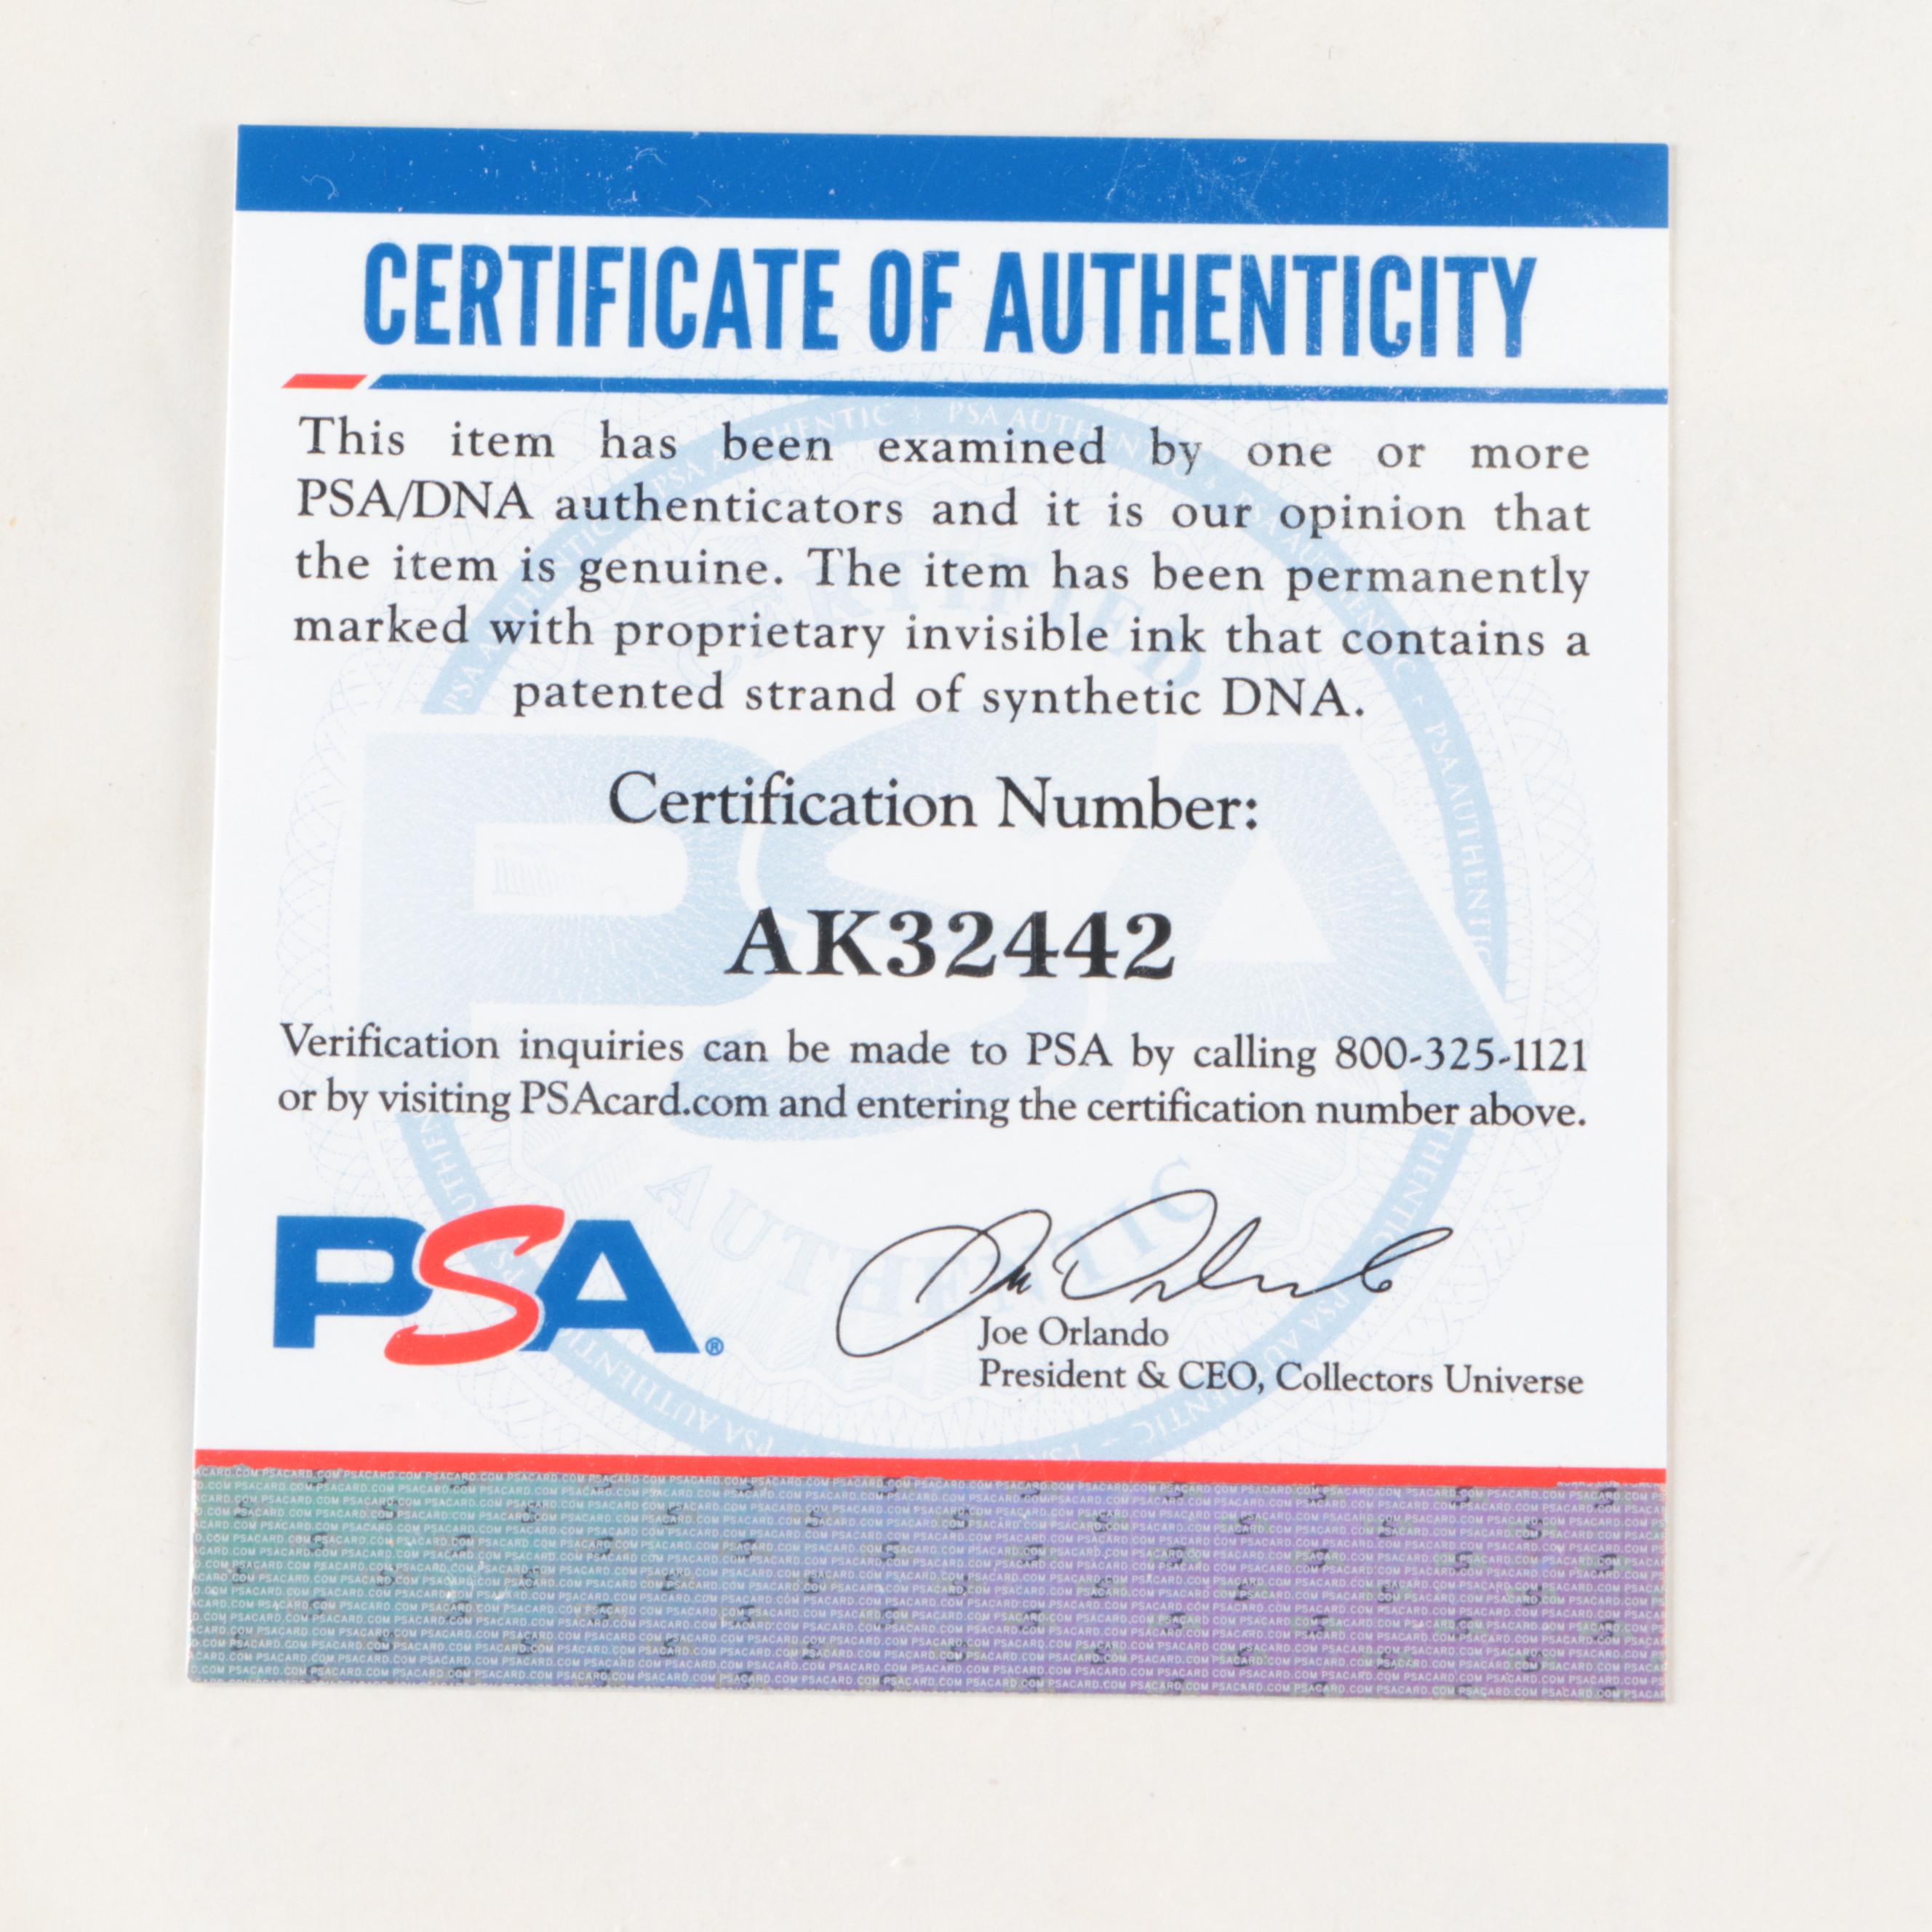 CERTIFICATE OF AUTHENTICITY
This item has been examined by one or more
PSA/DNA authenticators and it is our opinion that
the item is genuine. The item has been permanently
marked with proprietary invisible ink that contains a
patented strand of synthetic DNA.
Certification Number:
AK32442
Verification inquiries can be made to PSA by calling 800-325-1121
or by visiting PSAcard.com and entering the certification number above.
PSA®
Joe Orlando
President & CEO, Collectors Universe